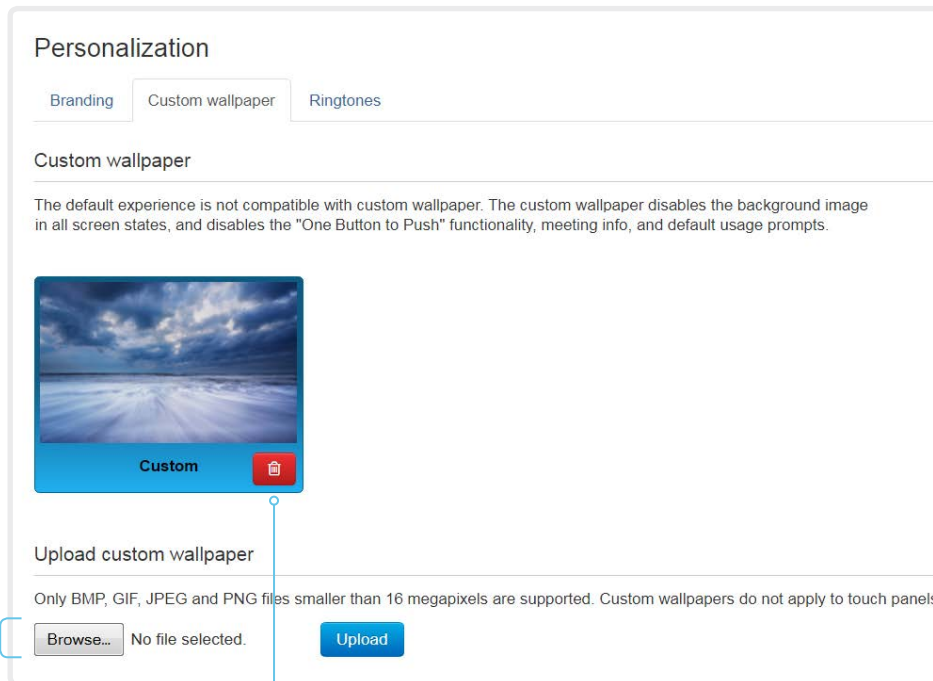 Personalization
Branding Custom wallpaper Ringtones
Custom wallpaper
The default experience is not compatible with custom wallpaper. The custom wallpaper disables the background image
in all screen states, and disables the "One Button to Push" functionality, meeting info, and default usage prompts.
Custom
Upload custom wallpaper
Only BMP, GIF, JPEG and PNG files smaller than 16 megapixels are supported. Custom wallpapers do not apply to touch panels
Browse... No file selected. Upload